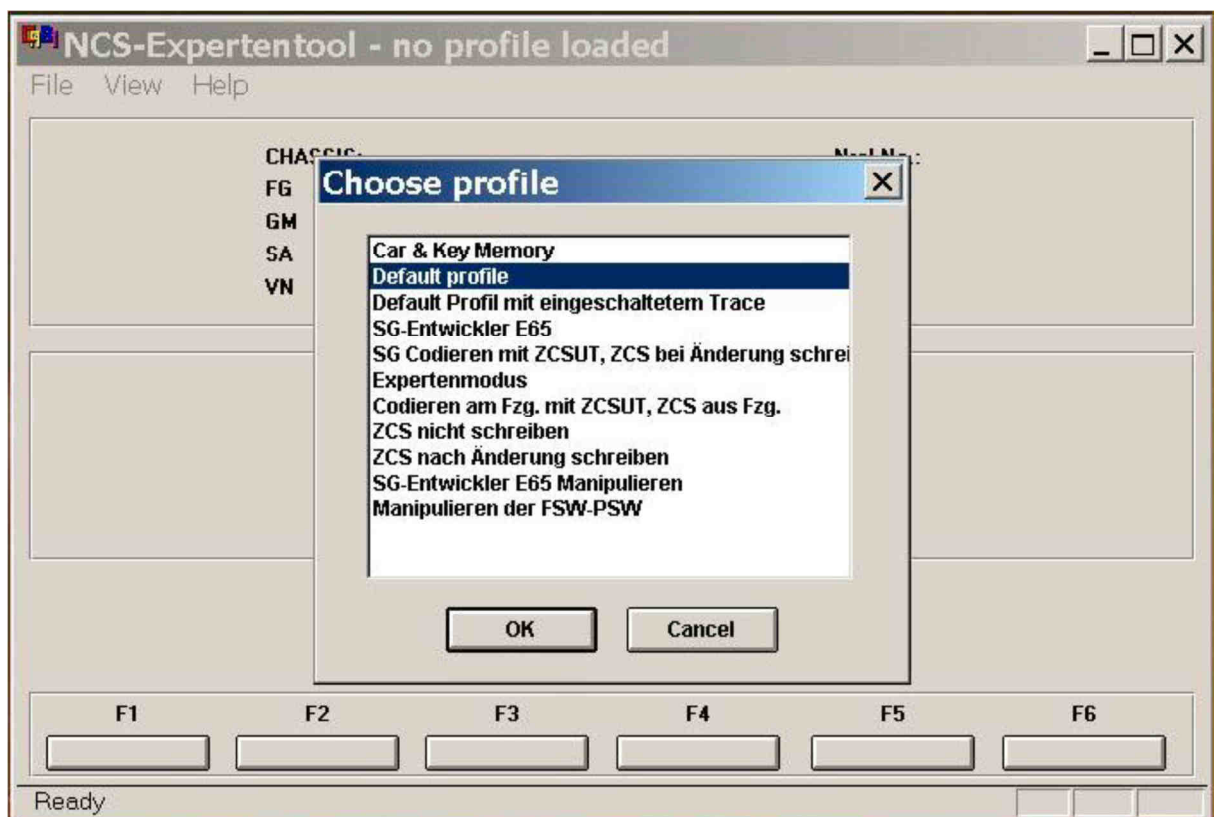 NCS-Expertentool - no profile loaded
File View Help
FG
GM
SA
VN
Choose profile
Car & Key Memory
Default profile
Default Profil mit eingeschaltetem Trace
SG-Entwickler E65
SG Codieren mit ZCSUT, ZCS bei Änderung schrei
Expertenmodus
Codieren am Fzg. mit ZCSUT, ZCS aus Fzg.
ZCS nicht schreiben
ZCS nach Änderung schreiben
SG-Entwickler E65 Manipulieren
Manipulieren der FSW-PSW
OK Cancel
F1 F2 F3 F4 F5 F6
Ready